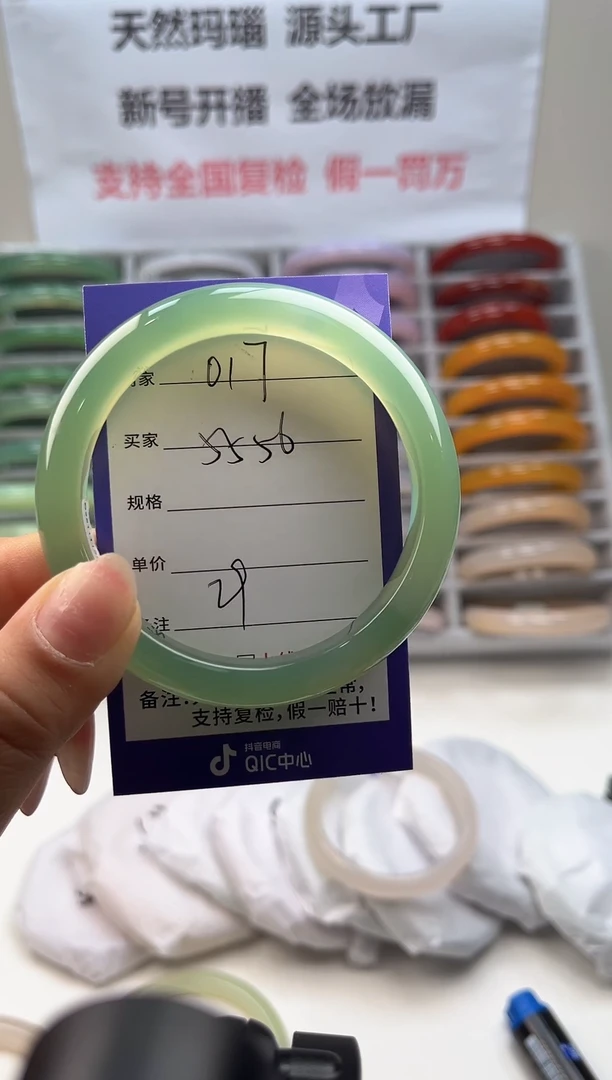 天然玛瑙 源头工厂
新号开播 全场放漏
支持全国复检 假一罚万
家 017
买家 5556
规格
单价
注 29
备注:
支持复检,假一赔十!
抖音电商
QIC中心